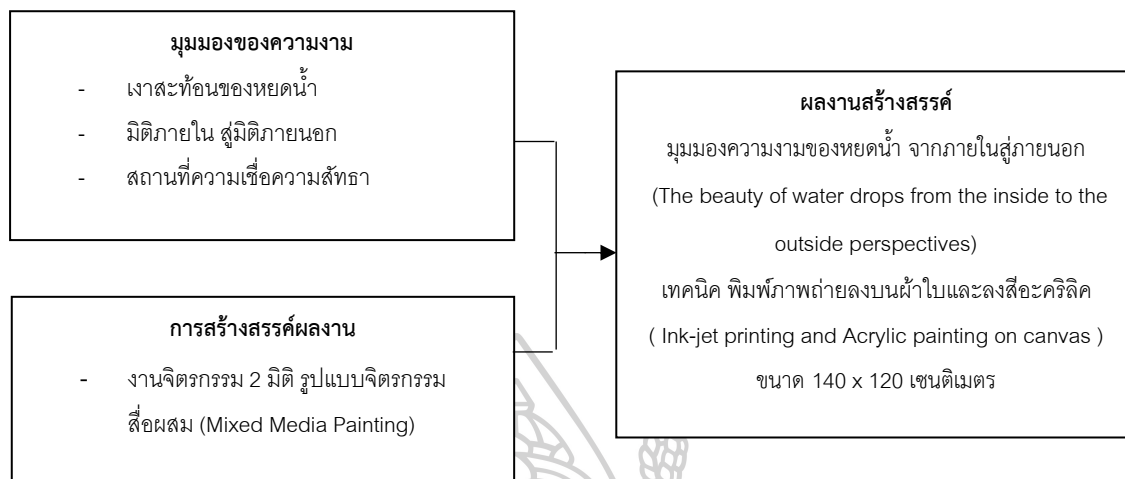 มุมมองของความงาม
- เงาสะท้อนของหยดน้ำ
- มิติภายใน สู่มิติภายนอก
- สถานที่ความเชื่อความสัทธา
การสร้างสรรค์ผลงาน
- งานจิตรกรรม 2 มิติ รูปแบบจิตรกรรม
สื่อผสม (Mixed Media Painting)
ผลงานสร้างสรรค์
มุมมองความงามของหยดน้ำ จากภายในสู่ภายนอก
(The beauty of water drops from the inside to the
outside perspectives)
เทคนิค พิมพ์ภาพถ่ายลงบนผ้าใบและลงสีอะคริลิค
( Ink-jet printing and Acrylic painting on canvas )
ขนาด 140 x 120 เซนติเมตร